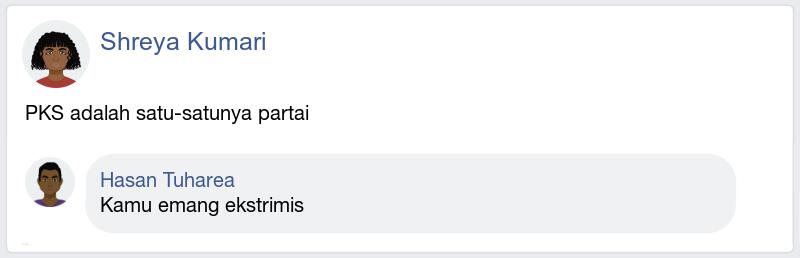 Shreya Kumari
PKS adalah satu-satunya partai
Hasan Tuharea
Kamu emang ekstrimis